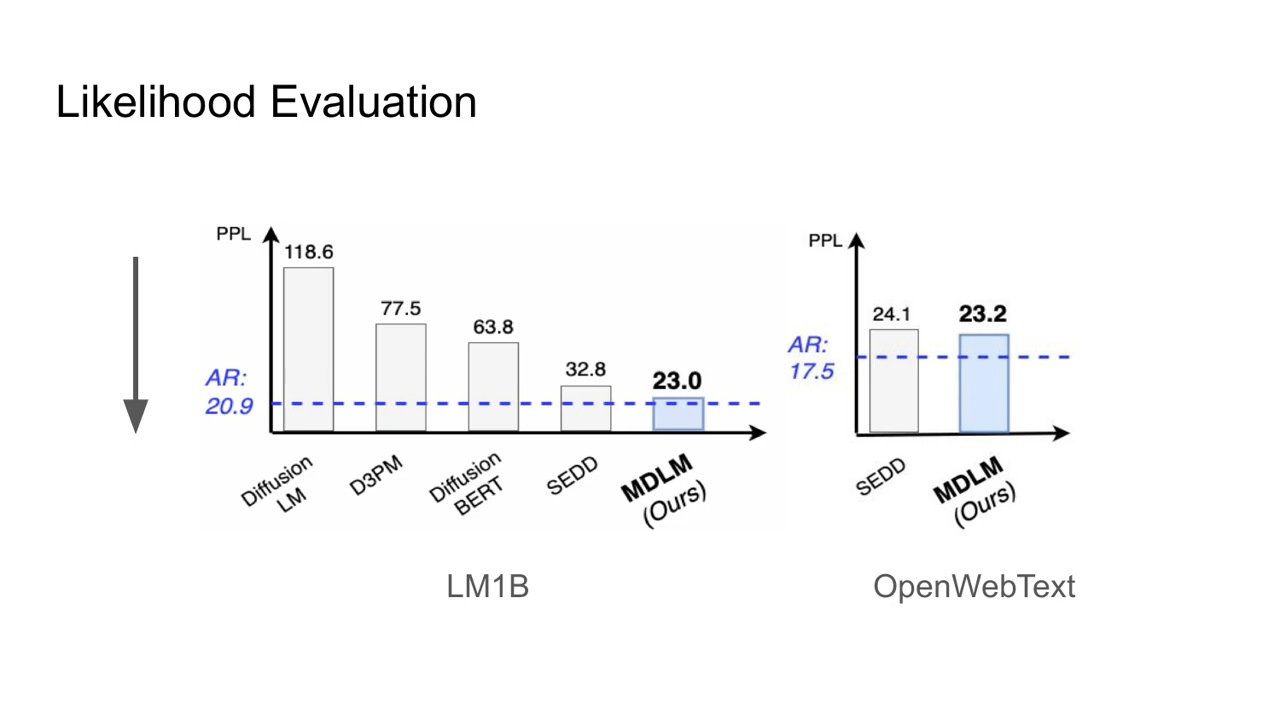 Likelihood Evaluation
PPL
118.6
77.5
63.8
32.8
23.0
AR:
20.9
Diffusion
LM
D3PM
Diffusion
BERT
SEDD
MDLM
(Ours)
LM1B
PPL
24.1
23.2
AR:
17.5
SEDD
MDLM
(Ours)
OpenWebText